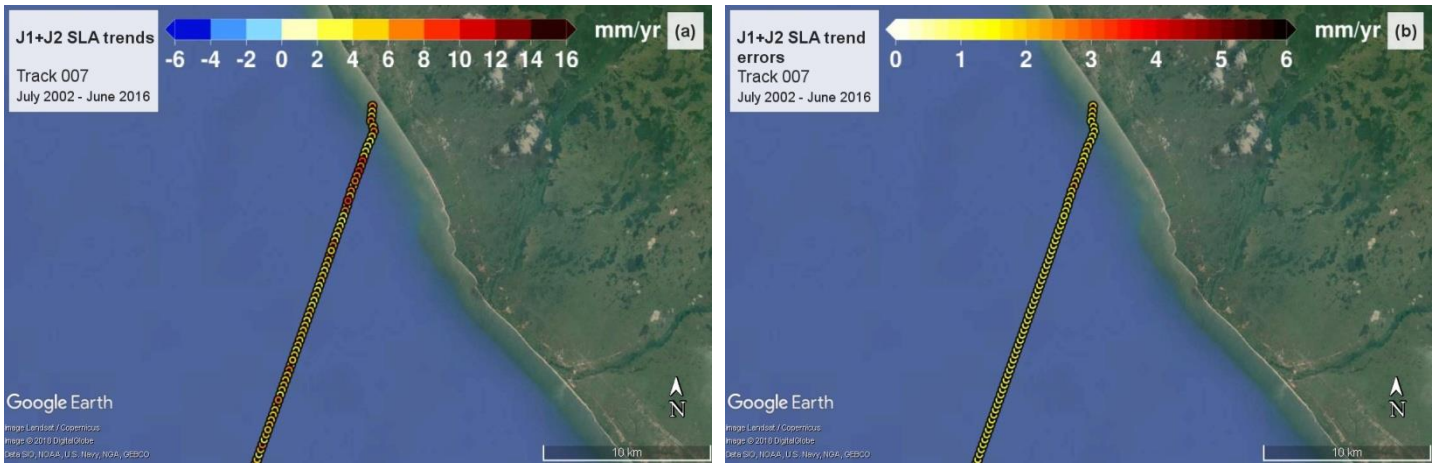 J1+J2 SLA trends
Track 007
July 2002 - June 2016
-6 -4 -2 0 2 4 6 8 10 12 14 16
mm/yr (a)
Google Earth
Image Landsat / Copernicus
Image © 2018 DigitalGlobe
Data SIO, NOAA, U.S. Navy, NGA, GEBCO
N
10 km
J1+J2 SLA trend
errors
Track 007
July 2002 - June 2016
0 1 2 3 4 5 6
mm/yr (b)
Google Earth
Image Landsat / Copernicus
Image © 2018 DigitalGlobe
Data SIO, NOAA, U.S. Navy, NGA, GEBCO
N
10 km